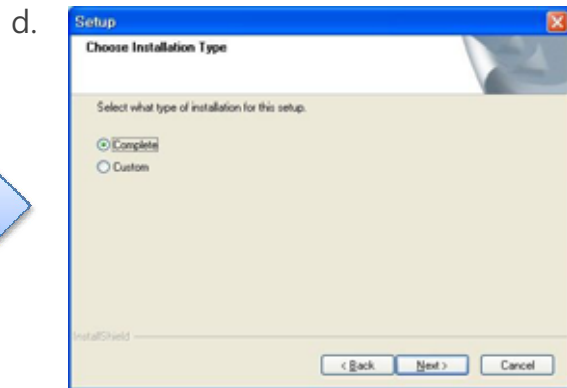 d.
Setup
Choose Installation Type
Select what type of installation for this setup.
Complete
Custom
InstallShield
< Back Next > Cancel